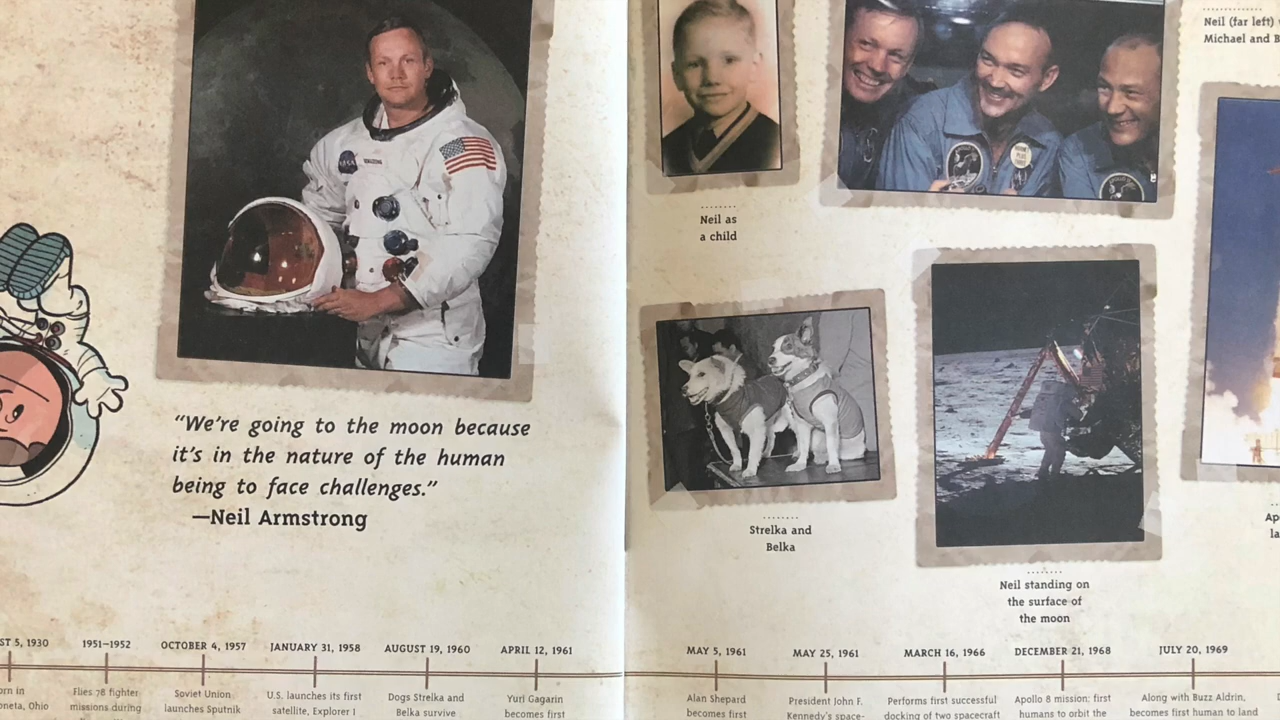 "We're going to the moon because
it's in the nature of the human
being to face challenges."
—Neil Armstrong
Neil as
a child
Neil (far left)
Michael and
Strelka and
Belka
Neil standing on
the surface of
the moon
5, 1930
1951–1952
OCTOBER 4, 1957
JANUARY 31, 1958
AUGUST 19, 1960
APRIL 12, 1961
MAY 5, 1961
MAY 25, 1961
MARCH 16, 1966
DECEMBER 21, 1968
JULY 20, 1969
in
Ohio
Flies 78 fighter
missions during
Soviet Union
launches Sputnik
U.S. launches its first
satellite, Explorer I
Dogs Strelka and
Belka survive
Yuri Gagarin
becomes first
Alan Shepard
becomes first
President John F.
Kennedy's space-
Performs first successful
docking of two spacecraft
Apollo 8 mission: first
humans to orbit the
Along with Buzz Aldrin,
becomes first human to land